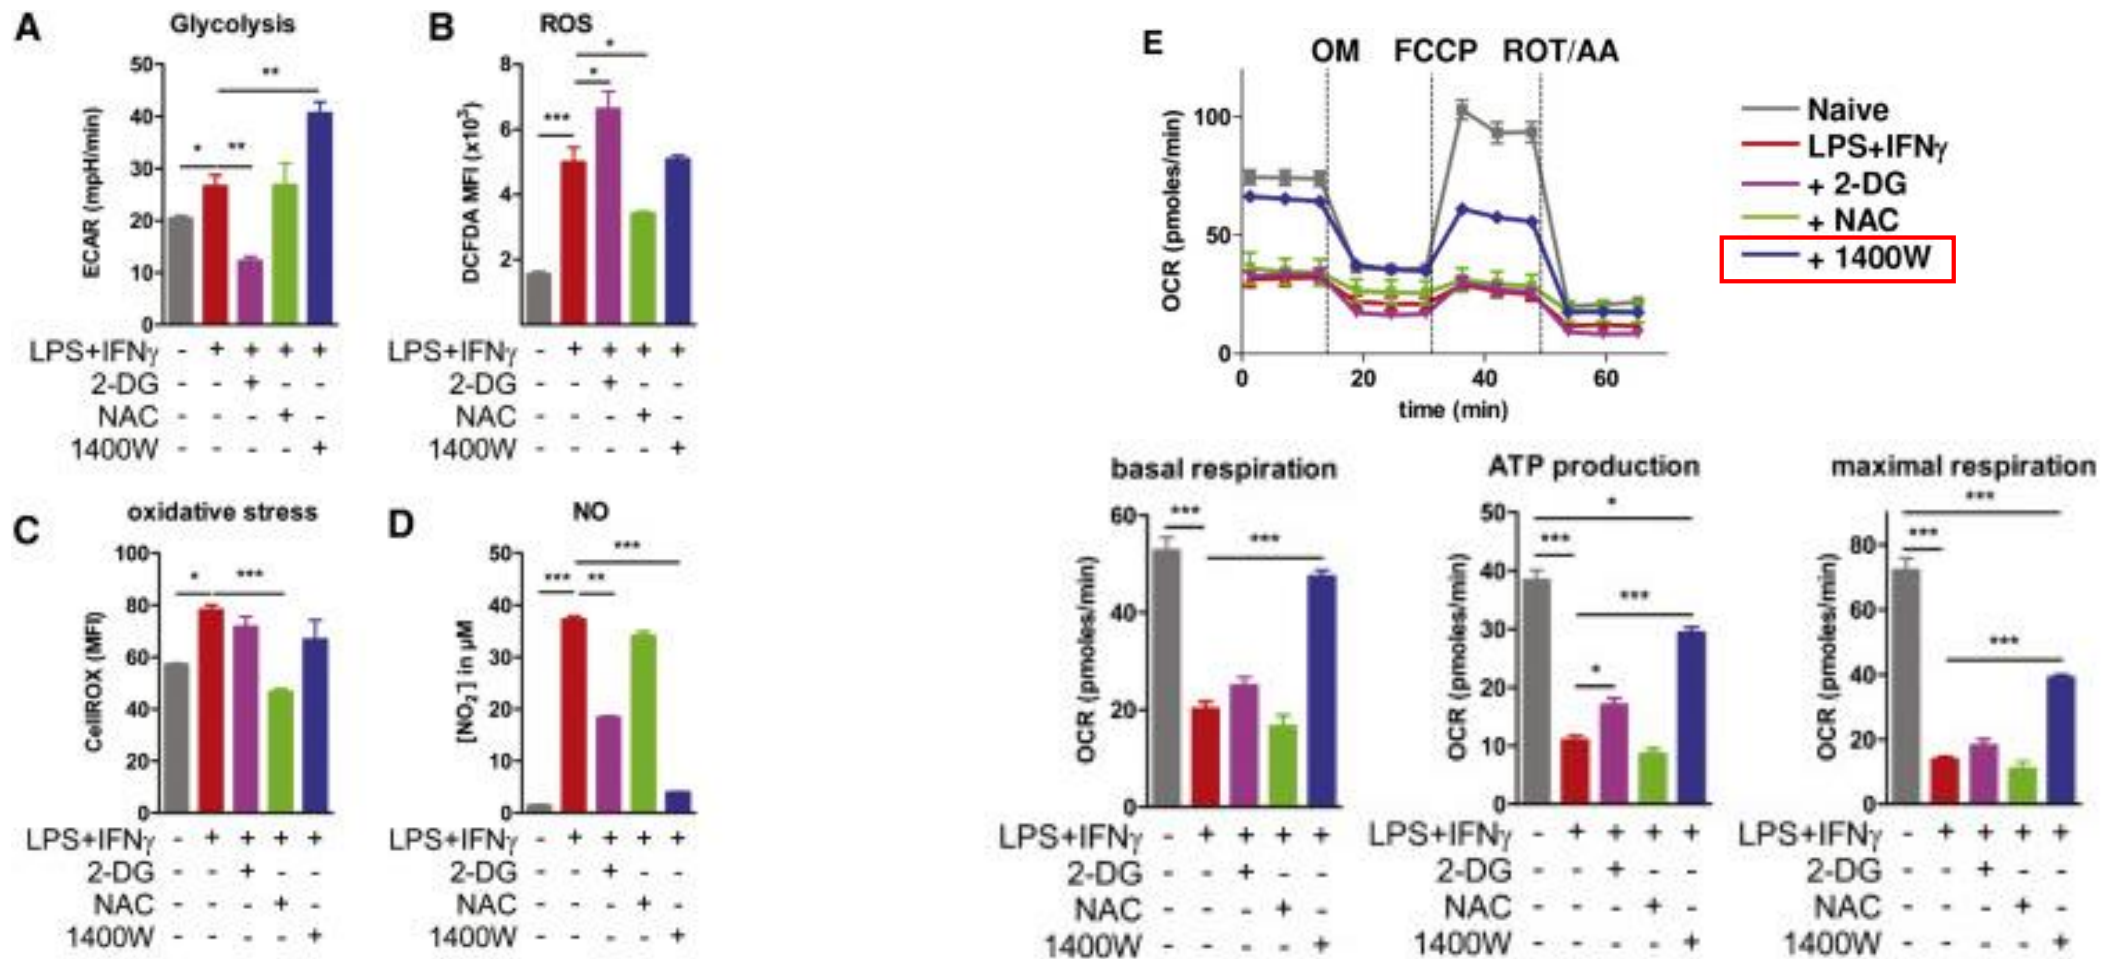 A
Glycolysis
50
40
30
20
10
0
ECAR (mpH/min)
* ** **
LPS+IFNγ - + + + +
2-DG - - + - -
NAC - - - + -
1400W - - - - +
B
ROS
8
6
4
2
DCFDA MFI (x10³)
*** * *
LPS+IFNγ - + + + +
2-DG - - + - -
NAC - - - + -
1400W - - - - +
C
oxidative stress
100
80
60
40
20
0
CellROX (MFI)
* ***
LPS+IFNγ - + + + +
2-DG - - + - -
NAC - - - + -
1400W - - - - +
D
NO
50
40
30
20
10
0
[NO₂⁻] in µM
*** ** ***
LPS+IFNγ - + + + +
2-DG - - + - -
NAC - - - + -
1400W - - - - +
E
OM FCCP ROT/AA
100
50
0
OCR (pmoles/min)
0 20 40 60
time (min)
Naive
LPS+IFNγ
+ 2-DG
+ NAC
+ 1400W
basal respiration
60
40
20
0
OCR (pmoles/min)
*** ***
LPS+IFNγ - + + + +
2-DG - - + - -
NAC - - - + -
1400W - - - - +
ATP production
50
40
30
20
10
0
OCR (pmoles/min)
*
***
***
*
LPS+IFNγ - + + + +
2-DG - - + - -
NAC - - - + -
1400W - - - - +
maximal respiration
80
60
40
20
0
OCR (pmoles/min)
***
***
***
LPS+IFNγ - + + + +
2-DG - - + - -
NAC - - - + -
1400W - - - - +